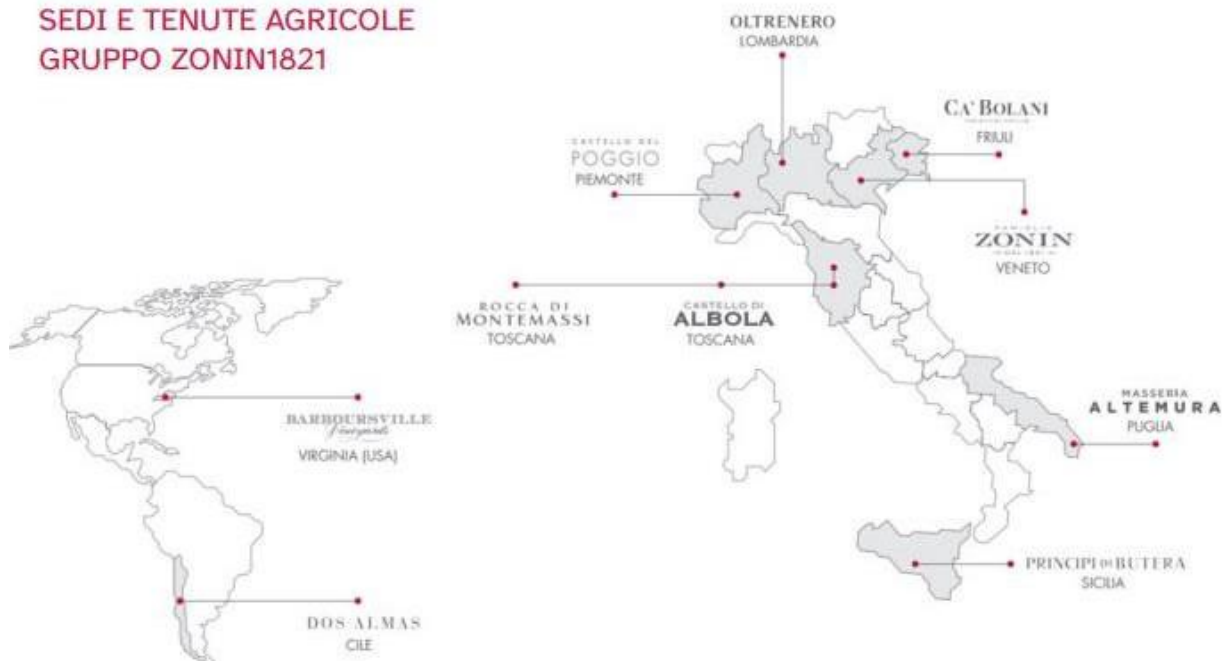 SEDI E TENUTE AGRICOLE
GRUPPO ZONIN1821
OLTRENERO
LOMBARDIA
CA' BOLANI
FRIULI
CASTELLO DEL
POGGIO
PIEMONTE
FAMIGLIA
ZONIN
VENETO
ROCCA DI
MONTEMASSI
TOSCANA
CASTELLO DI
ALBOLA
TOSCANA
BARBOURSVILLE
Vineyards
VIRGINIA (USA)
MASSERIA
ALTEMURA
PUGLIA
PRINCIPI DI BUTERA
SICILIA
DOS ALMAS
CILE